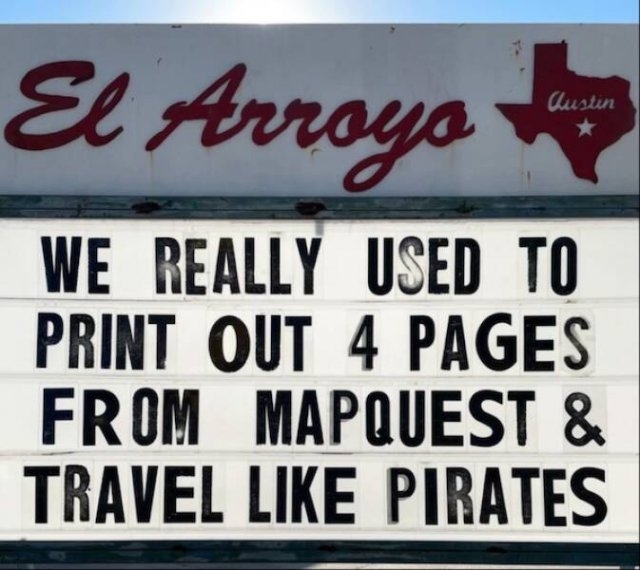 El Arroyo
Austin
WE REALLY USED TO
PRINT OUT 4 PAGES
FROM MAPQUEST &
TRAVEL LIKE PIRATES